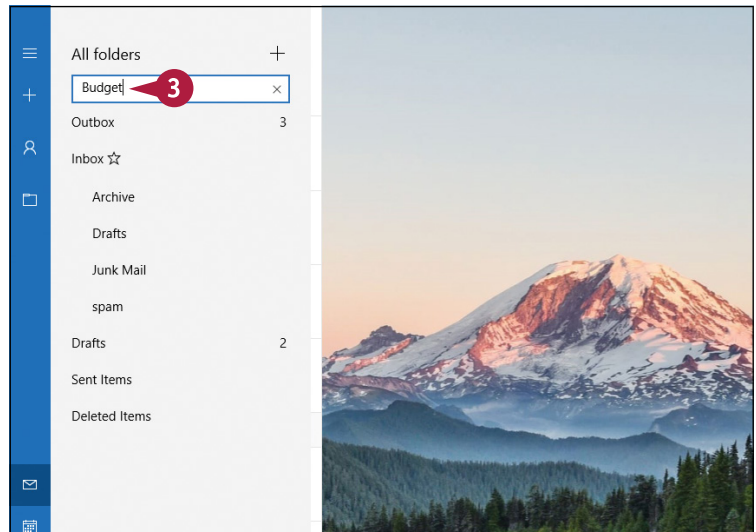 All folders
Budget 3
Outbox 3
Inbox
Archive
Drafts
Junk Mail
spam
Drafts 2
Sent Items
Deleted Items